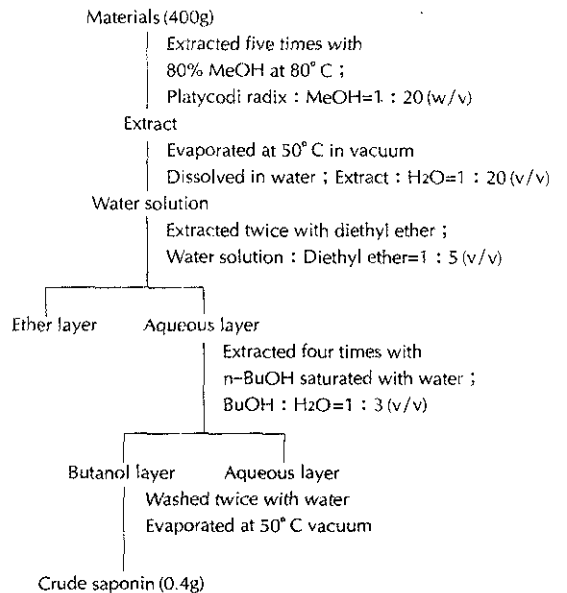 Materials (400g)
Extracted five times with
80% MeOH at 80°C ;
Platycodi radix : MeOH=1 : 20 (w/v)
Extract
Evaporated at 50°C in vacuum
Dissolved in water ; Extract : H2O=1 : 20 (v/v)
Water solution
Extracted twice with diethyl ether ;
Water solution : Diethyl ether=1 : 5 (v/v)
Ether layer Aqueous layer
Extracted four times with
n-BuOH saturated with water ;
BuOH : H2O=1 : 3 (v/v)
Butanol layer Aqueous layer
Washed twice with water
Evaporated at 50°C vacuum
Crude saponin (0.4g)